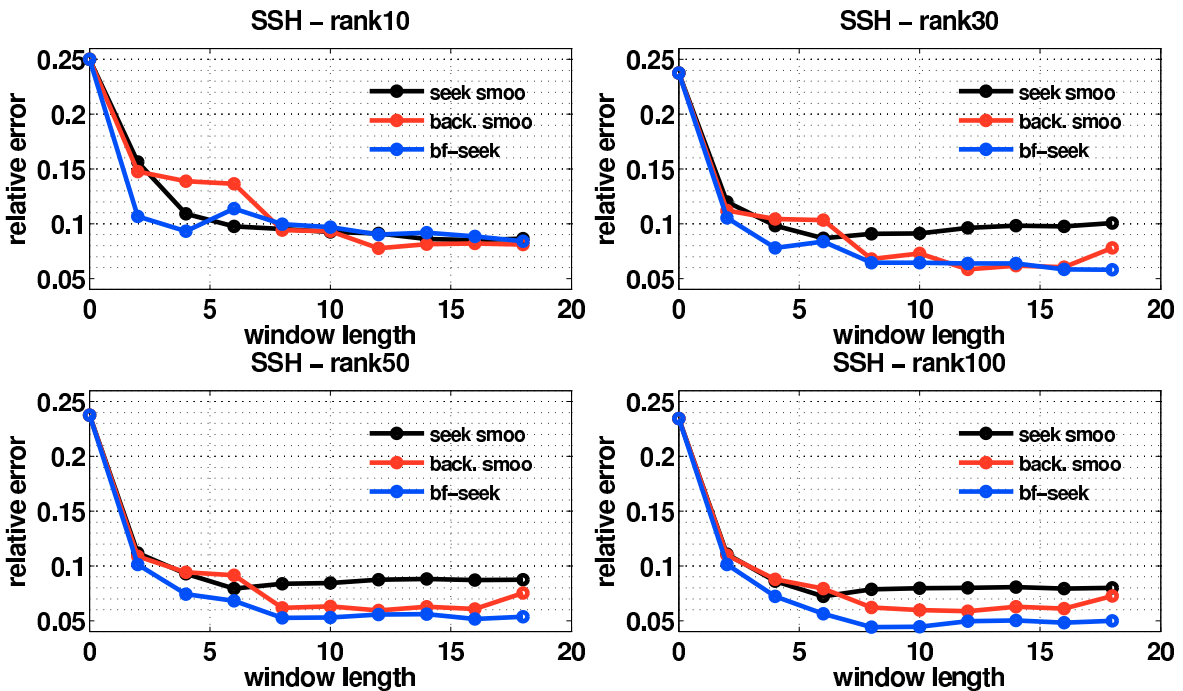 SSH – rank10
relative error
0.25
0.2
0.15
0.1
0.05
seek smoo
back. smoo
bf–seek
0 5 10 15 20
window length
SSH – rank30
relative error
0.25
0.2
0.15
0.1
0.05
seek smoo
back. smoo
bf–seek
0 5 10 15 20
window length
SSH – rank50
relative error
0.25
0.2
0.15
0.1
0.05
seek smoo
back. smoo
bf–seek
0 5 10 15 20
window length
SSH – rank100
relative error
0.25
0.2
0.15
0.1
0.05
seek smoo
back. smoo
bf–seek
0 5 10 15 20
window length